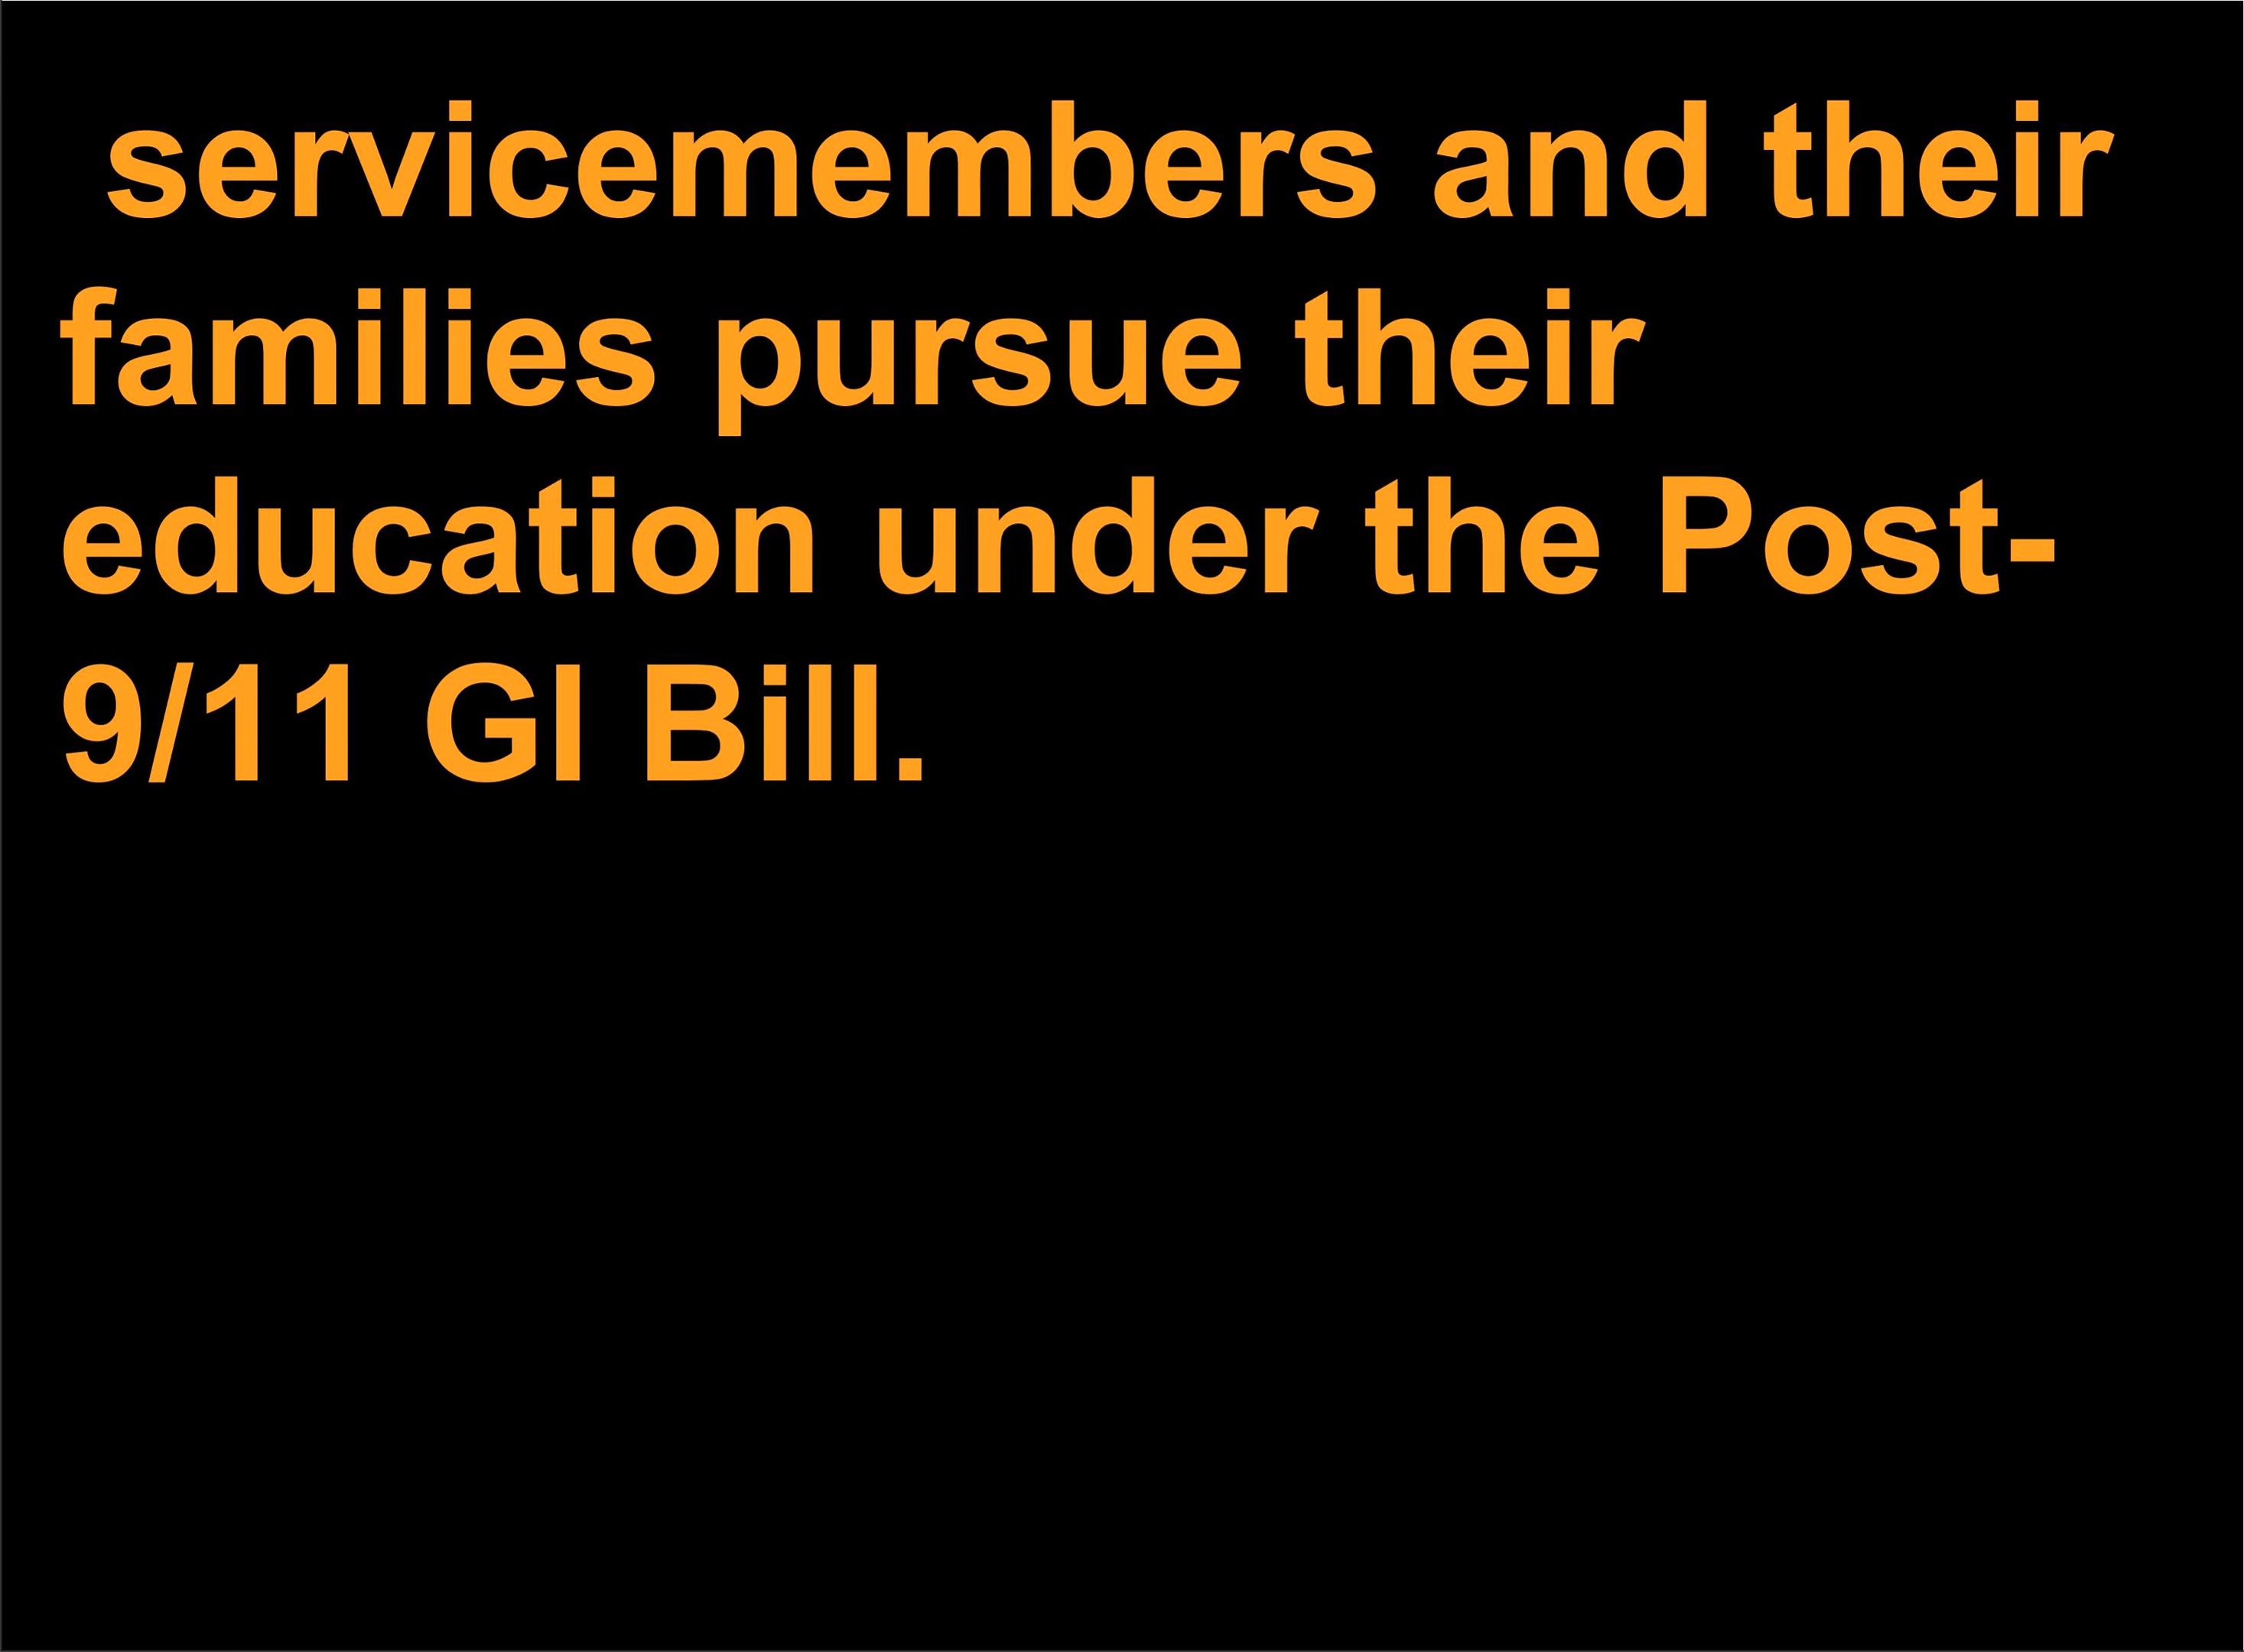 servicemembers and their
families pursue their
education under the Post-
9/11 GI Bill.